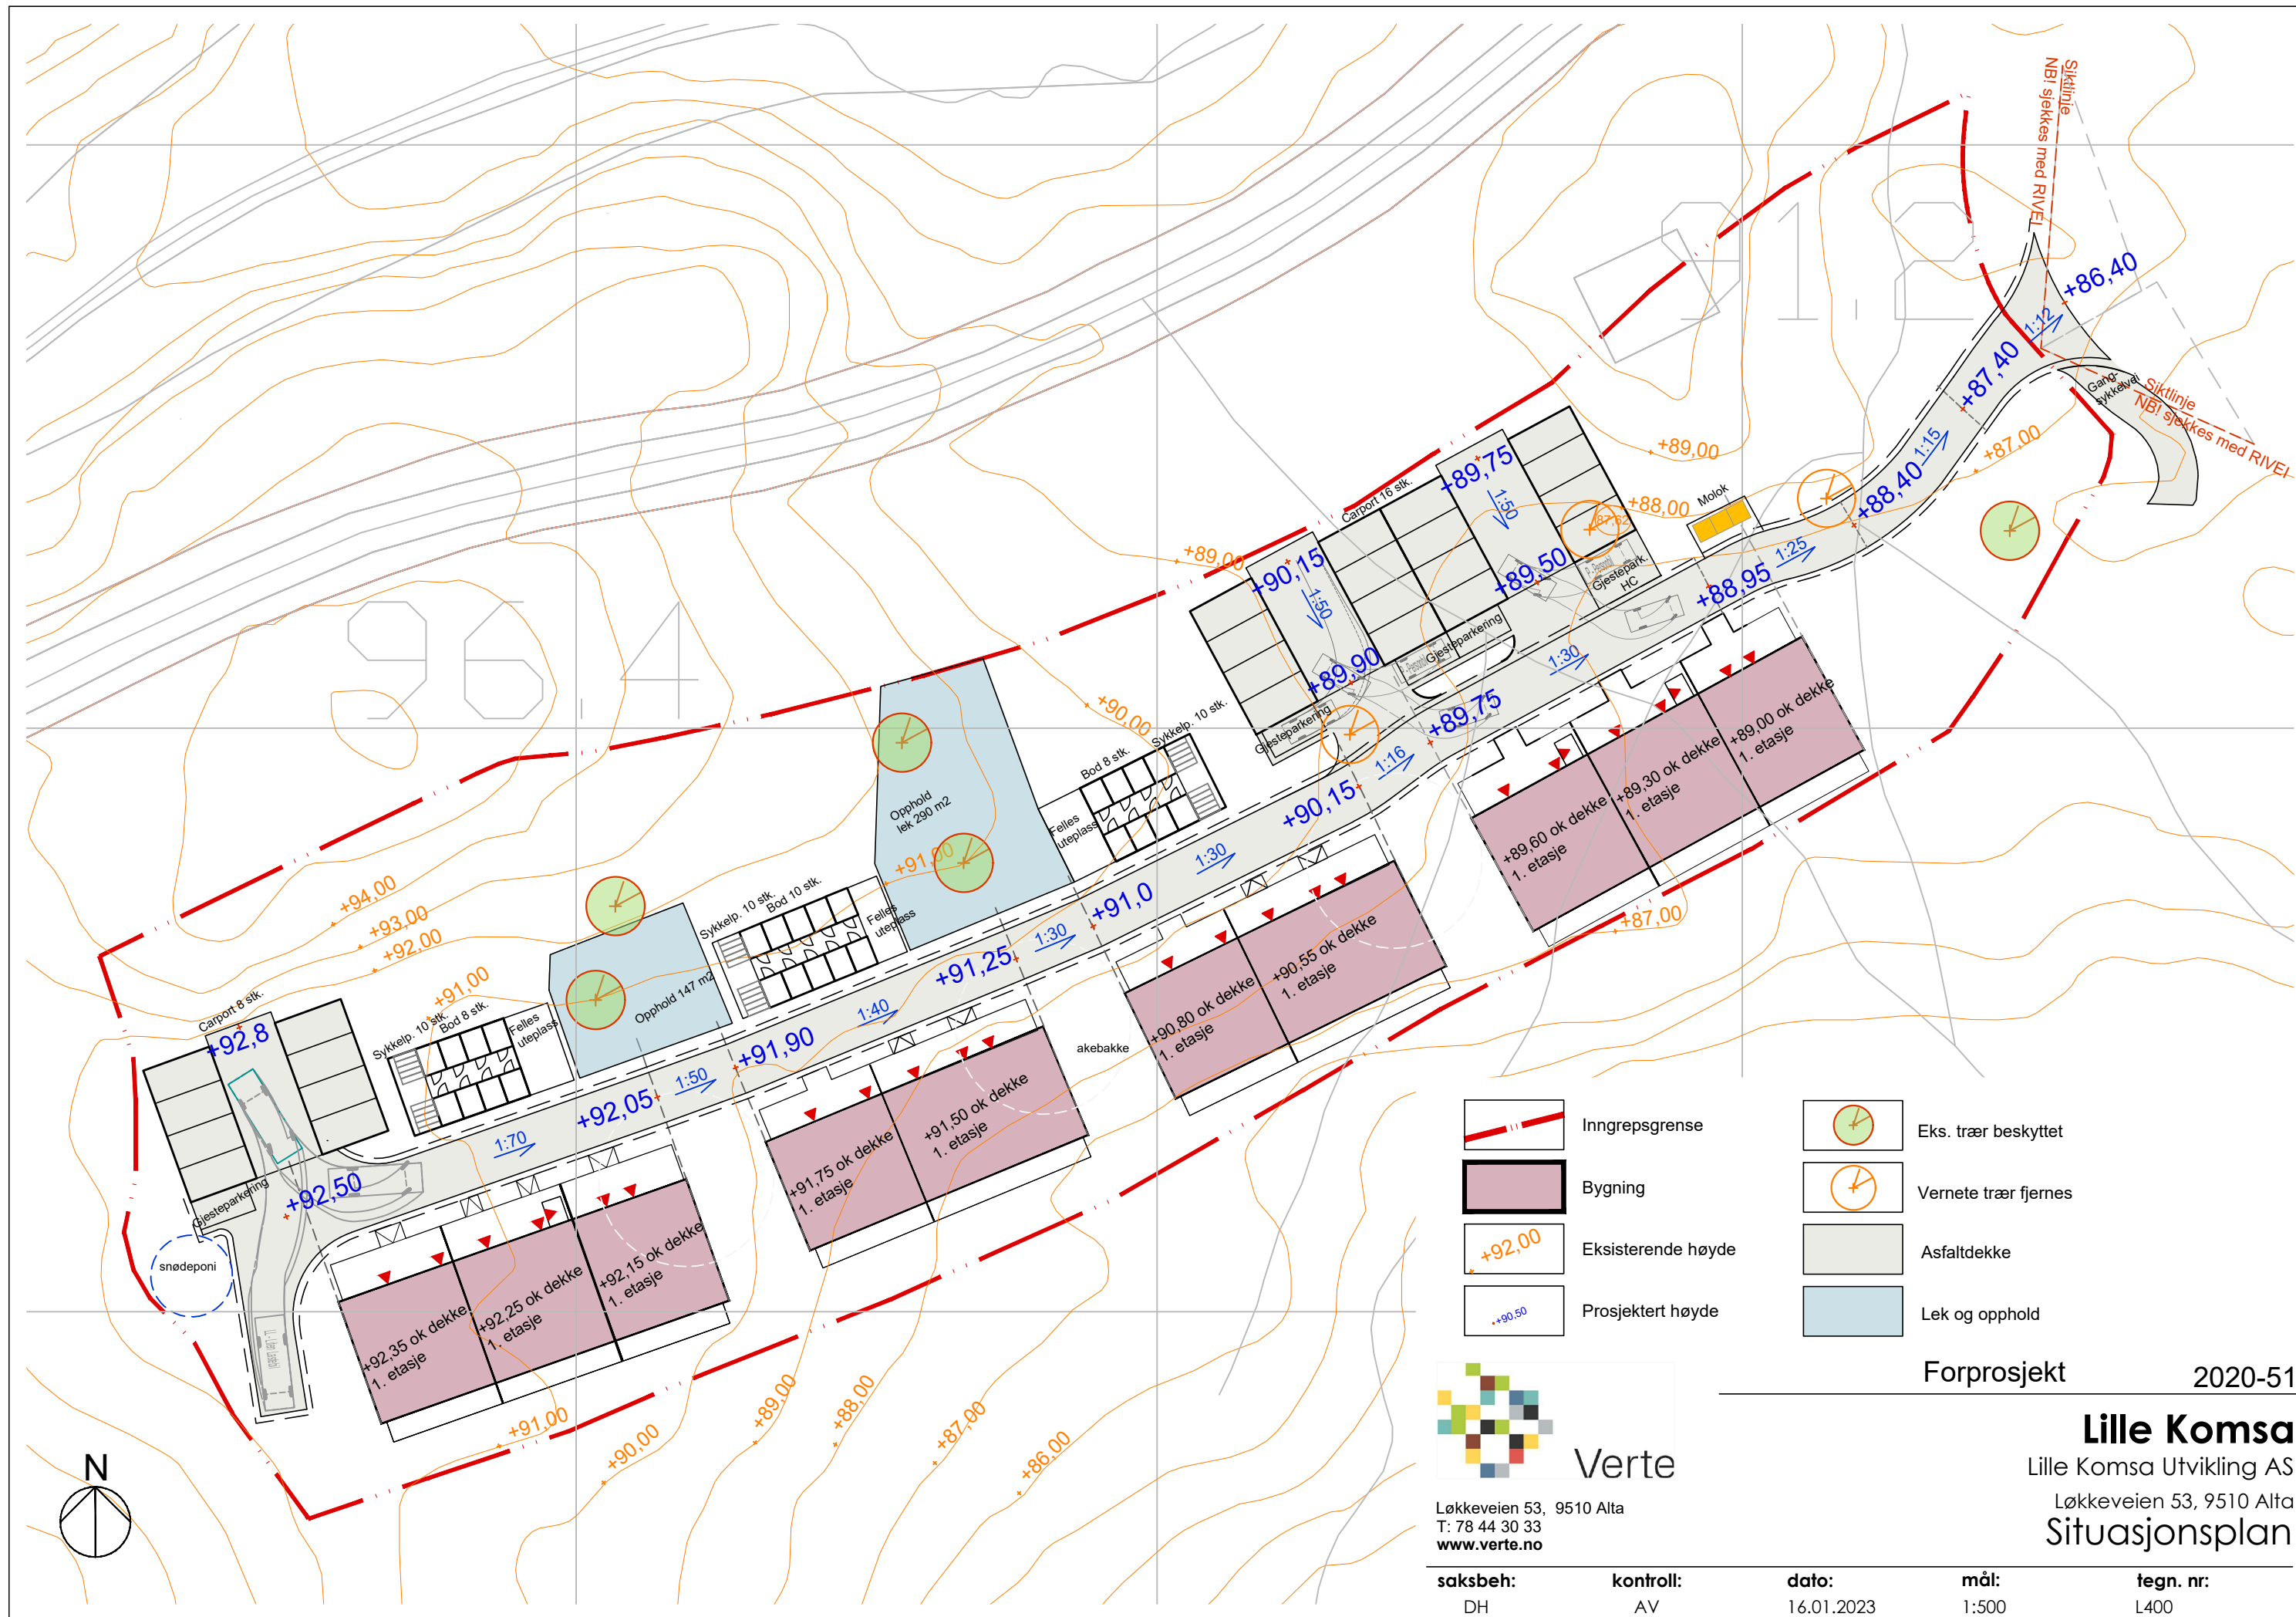 Siktlinje
NB! sjekkes med RIVEI
+86,40
1:12
+87,40
Gang-
sykkelvei
Siktlinje
NB! sjekkes med RIVEI
1:15
+87,00
+88,40
+89,00
+88,00
Molok
1:25
+88,95
91.2
96.4
Carport 16 stk.
+89,75
1:50
87,62
+89,50
Gjestepark
HC
+89,00
+90,15
1:50
+89,90
Gjesteparkering
Gjesteparkering
1:30
+89,75
1:16
+90,15
+89,00 ok dekke
1. etasje
+89,30 ok dekke
1. etasje
+89,60 ok dekke
1. etasje
+87,00
+90,00
Sykkelp. 10 stk.
Bod 8 stk.
Felles
uteplass
1:30
+91,0
Opphold
lek 290 m2
+91,00
1:30
+91,25
Sykkelp. 10 stk.
Bod 10 stk.
Felles
uteplass
+90,55 ok dekke
1. etasje
+90,80 ok dekke
1. etasje
akebakke
1:40
+91,90
Opphold 147 m2
1:50
+92,05
+91,50 ok dekke
1. etasje
+91,75 ok dekke
1. etasje
+94,00
+93,00
+92,00
+91,00
Sykkelp. 10 stk.
Bod 8 stk.
Felles
uteplass
Carport 8 stk.
+92,8
1:70
+92,50
Gjesteparkering
snødeponi
+92,15 ok dekke
1. etasje
+92,25 ok dekke
1. etasje
+92,35 ok dekke
1. etasje
+91,00
+90,00
+89,00
+88,00
+87,00
+86,00
N
Inngrepsgrense
Bygning
+92,00
Eksisterende høyde
+90,50
Prosjektert høyde
Eks. trær beskyttet
Vernete trær fjernes
Asfaltdekke
Lek og opphold
Verte
Løkkeveien 53, 9510 Alta
T: 78 44 30 33
www.verte.no
Forprosjekt 2020-51
Lille Komsa
Lille Komsa Utvikling AS
Løkkeveien 53, 9510 Alta
Situasjonsplan
saksbeh: kontroll: dato: mål: tegn. nr:
DH AV 16.01.2023 1:500 L400